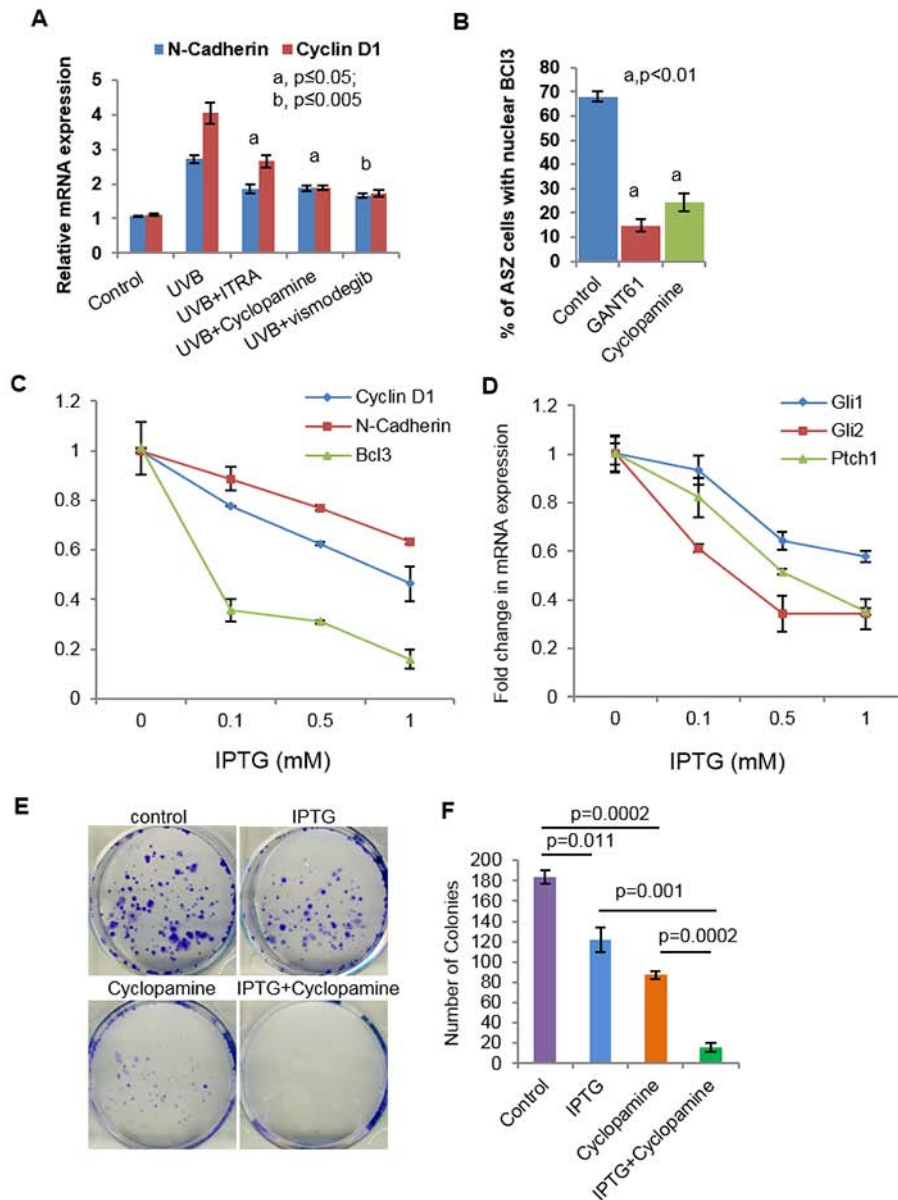 A
N-Cadherin Cyclin D1
a, p≤0.05;
b, p≤0.005
Relative mRNA expression
5
4
3
2
1
0
a
a
b
Control
UVB
UVB+ITRA
UVB+Cyclopamine
UVB+vismodegib
B
a,p<0.01
% of ASZ cells with nuclear BCl3
80
70
60
50
40
30
20
10
0
a
a
Control
GANT61
Cyclopamine
C
Cyclin D1
N-Cadherin
Bcl3
1.2
1
0.8
0.6
0.4
0.2
0
0 0.1 0.5 1
IPTG (mM)
D
Gli1
Gli2
Ptch1
Fold change in mRNA expression
1.2
1
0.8
0.6
0.4
0.2
0
0 0.1 0.5 1
IPTG (mM)
E
control IPTG
Cyclopamine IPTG+Cyclopamine
F
p=0.0002
p=0.011
p=0.001
p=0.0002
Number of Colonies
200
180
160
140
120
100
80
60
40
20
0
Control
IPTG
Cyclopamine
IPTG+Cyclopamine